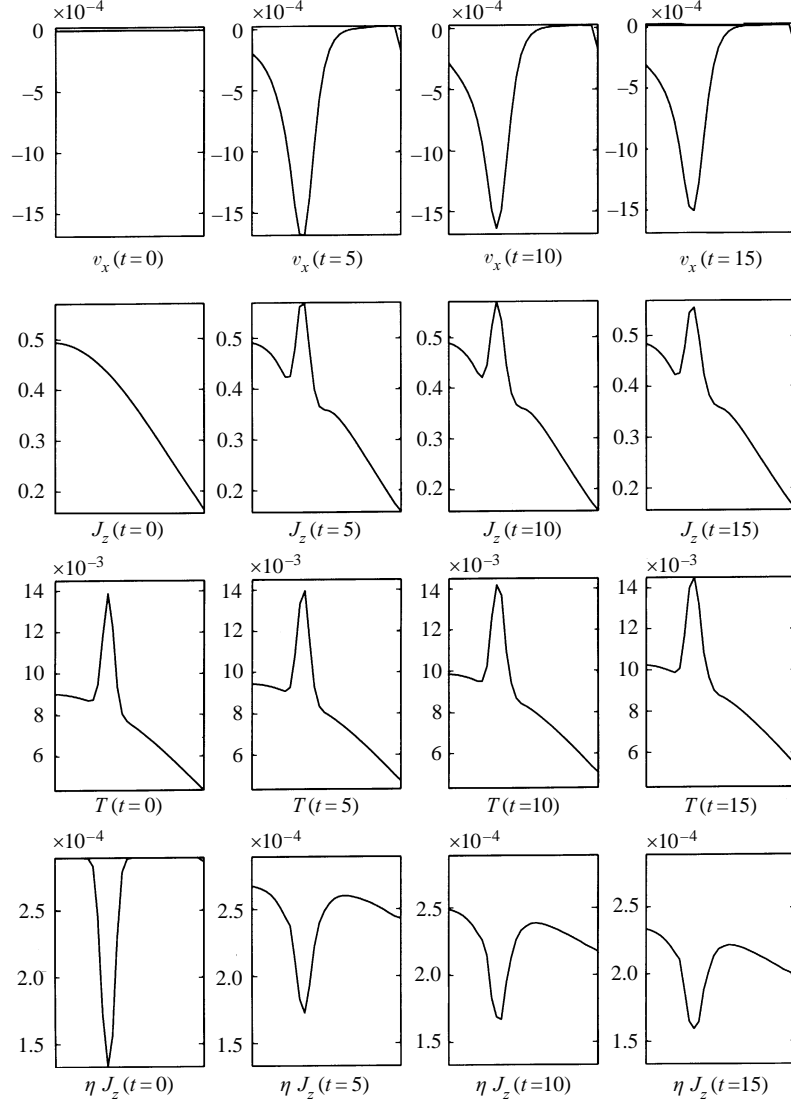 ×10⁻⁴ ×10⁻⁴ ×10⁻⁴ ×10⁻⁴
0 0 0 0
−5 −5 −5 −5
−10 −10 −10 −10
−15 −15 −15 −15
v_x (t=0) v_x (t=5) v_x (t=10) v_x (t=15)
0.5 0.5 0.5 0.5
0.4 0.4 0.4 0.4
0.3 0.3 0.3 0.3
0.2 0.2 0.2 0.2
J_z (t=0) J_z (t=5) J_z (t=10) J_z (t=15)
×10⁻³ ×10⁻³ ×10⁻³ ×10⁻³
14 14 14 14
12 12 12 12
10 10 10 10
8 8 8 8
6 6 6 6
T (t=0) T (t=5) T (t=10) T (t=15)
×10⁻⁴ ×10⁻⁴ ×10⁻⁴ ×10⁻⁴
2.5 2.5 2.5 2.5
2.0 2.0 2.0 2.0
1.5 1.5 1.5 1.5
η J_z (t=0) η J_z (t=5) η J_z (t=10) η J_z (t=15)